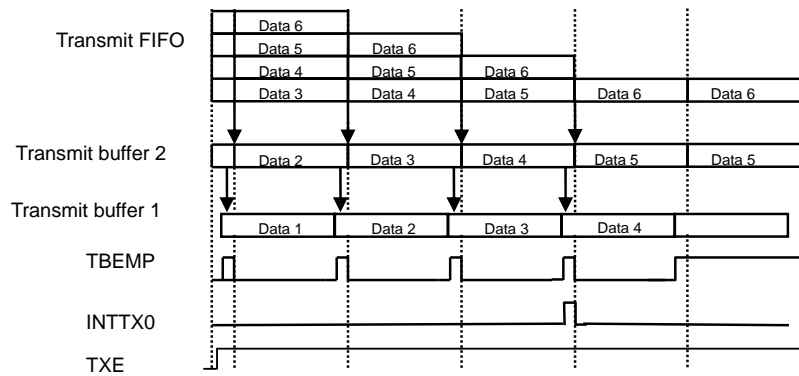 Transmit FIFO
Data 6
Data 5 Data 6
Data 4 Data 5 Data 6
Data 3 Data 4 Data 5 Data 6 Data 6
Transmit buffer 2
Data 2 Data 3 Data 4 Data 5 Data 5
Transmit buffer 1
Data 1 Data 2 Data 3 Data 4
TBEMP
INTTX0
TXE